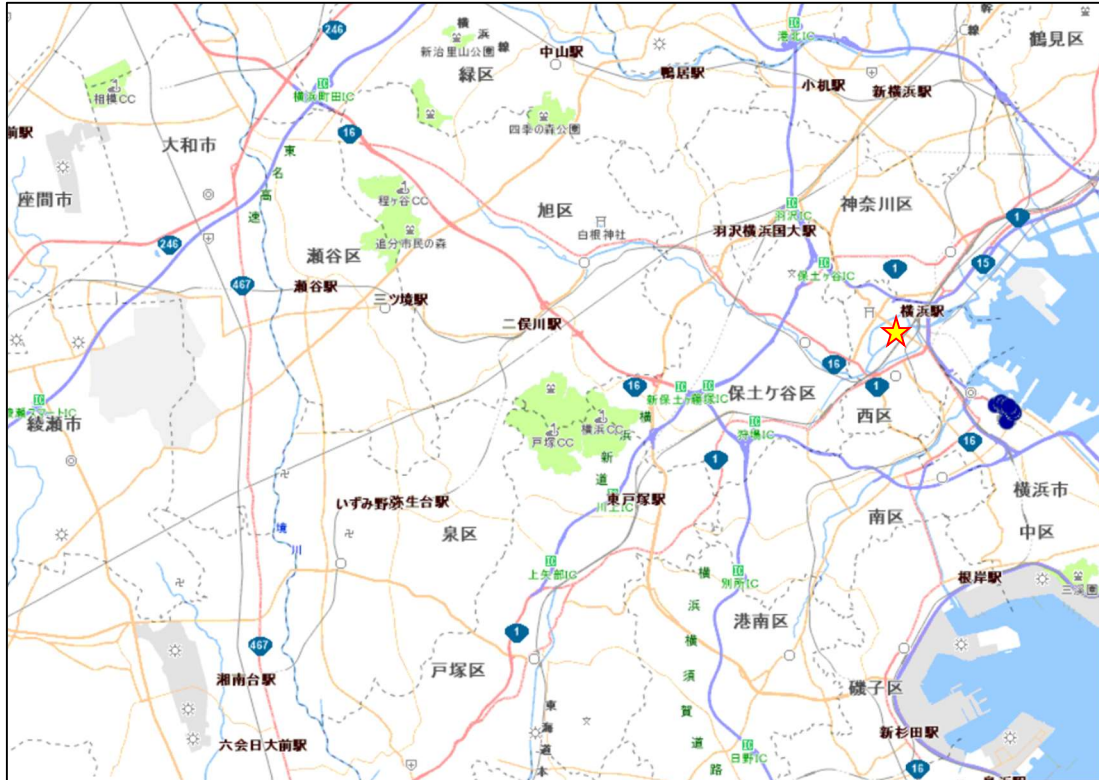 246
横
浜
線
中山駅
港北IC
幹
線
鶴見区
新治里山公園
緑区
鴨居駅
小机駅
新横浜駅
相模CC
横浜町田IC
16
四季の森公園
大和市
東
名
高
速
座間市
程ヶ谷CC
旭区
白根神社
羽沢IC
神奈川区
1
羽沢横浜国大駅
追分市民の森
246
瀬谷区
保土ヶ谷IC
1
15
467
瀬谷駅
三ツ境駅
横浜駅
二俣川駅
16
16
1
新保土ヶ谷
保土ケ谷区
西区
綾瀬市
戸塚CC
横浜CC
横
浜
新
道
狩場IC
16
1
横浜市
いずみ野駅
弥生台駅
東戸塚駅
川上IC
南区
中区
境
川
泉区
上矢部IC
別所IC
根岸駅
横
浜
横
須
賀
道
路
港南区
1
467
戸塚区
湘南台駅
磯子区
東
海
道
本
六会日大前駅
新杉田駅
日野IC
16